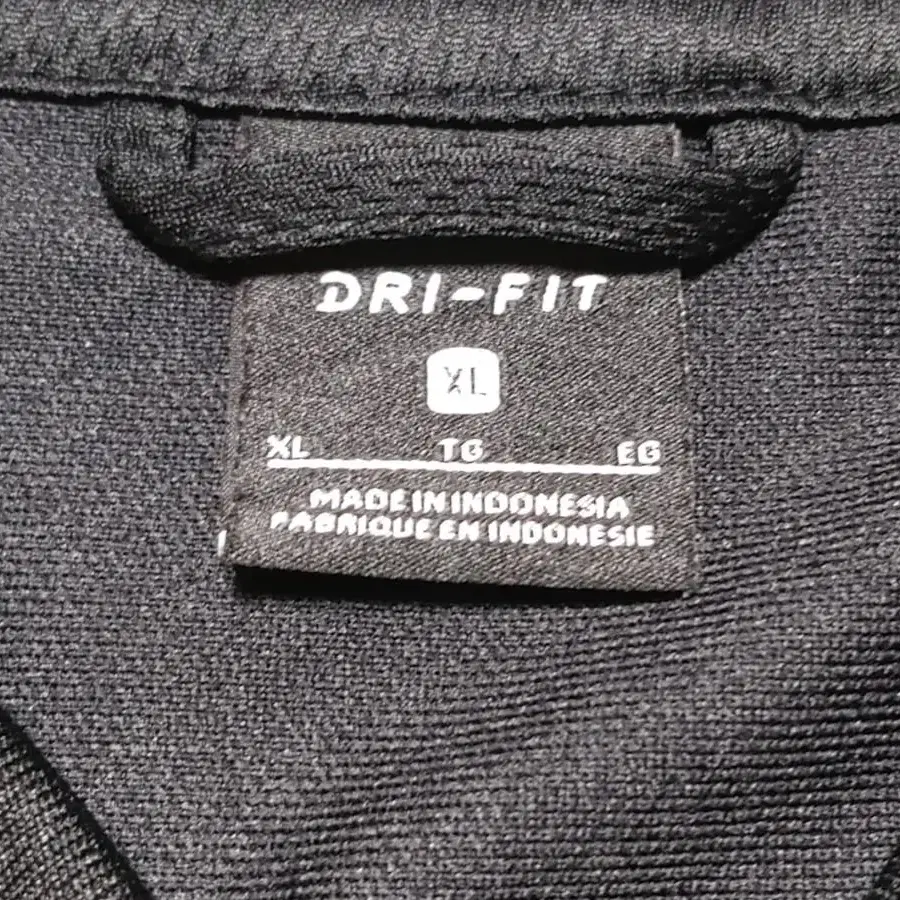 DRI-FIT
XL
XL TG EG
MADE IN INDONESIA
FABRIQUE EN INDONESIE